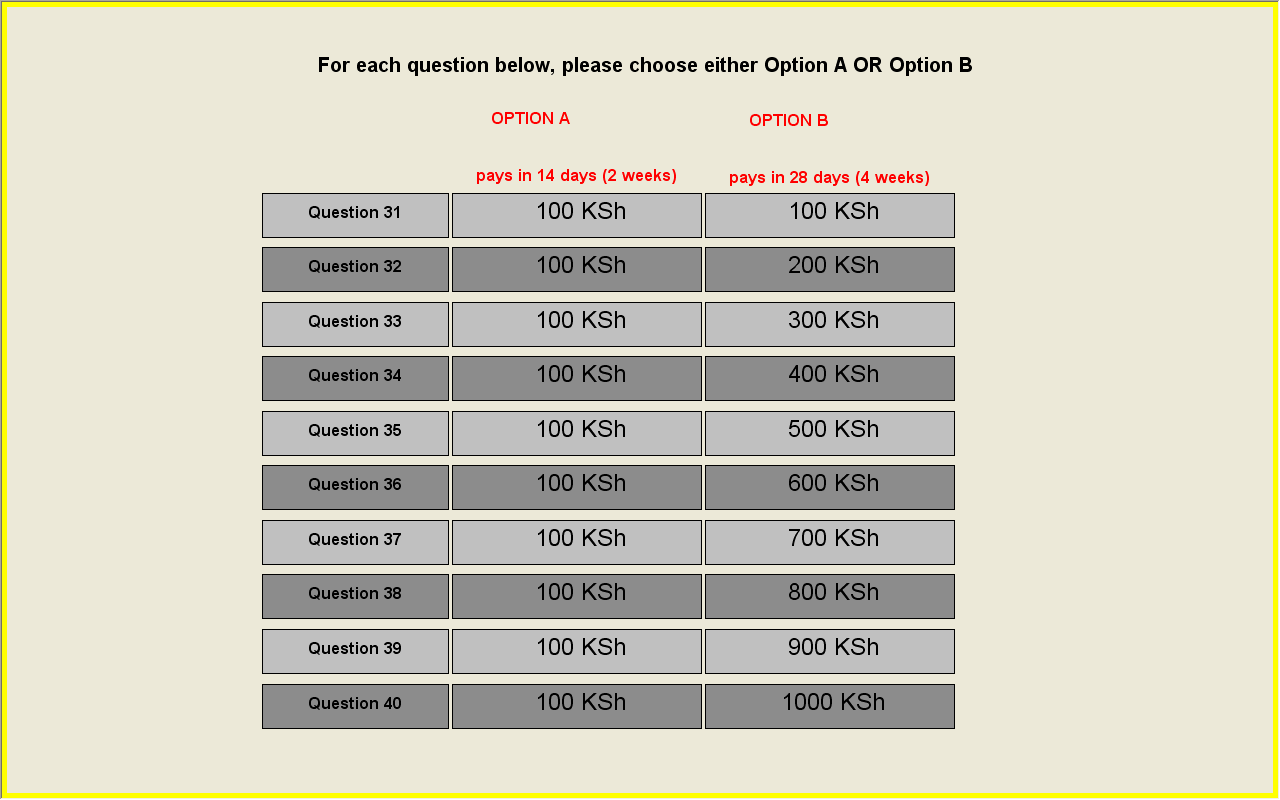 For each question below, please choose either Option A OR Option B
OPTION A OPTION B
pays in 14 days (2 weeks) pays in 28 days (4 weeks)
Question 31 100 KSh 100 KSh
Question 32 100 KSh 200 KSh
Question 33 100 KSh 300 KSh
Question 34 100 KSh 400 KSh
Question 35 100 KSh 500 KSh
Question 36 100 KSh 600 KSh
Question 37 100 KSh 700 KSh
Question 38 100 KSh 800 KSh
Question 39 100 KSh 900 KSh
Question 40 100 KSh 1000 KSh